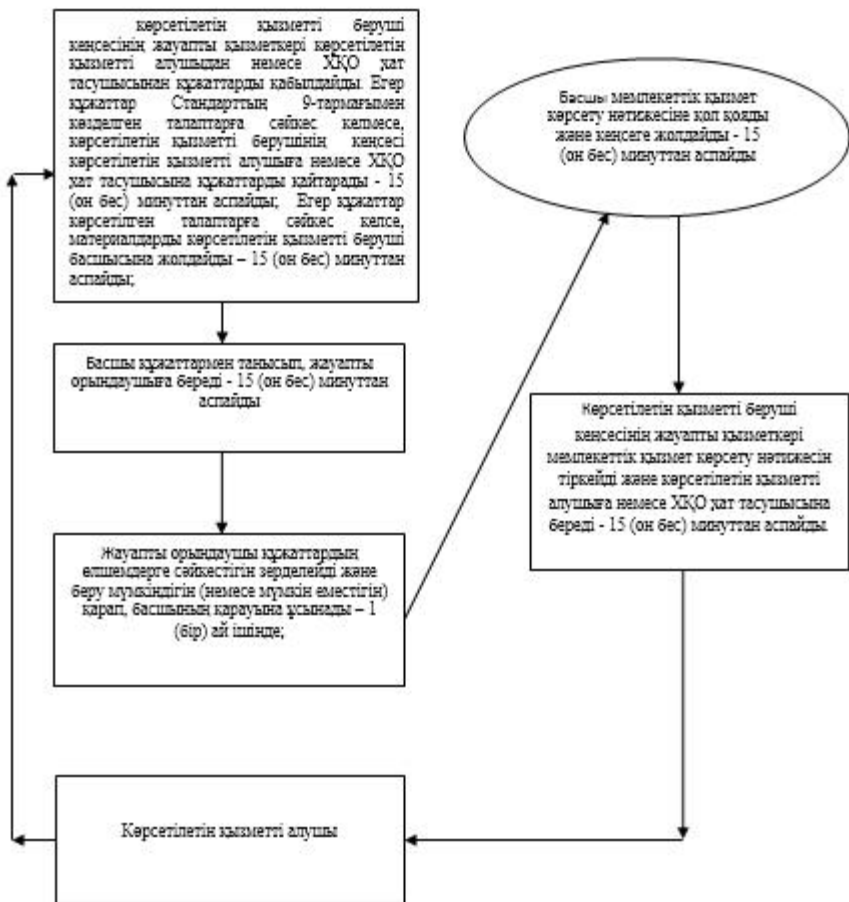 көрсетілетін қызметті беруші
кеңсесінің жауапты қызметкері көрсетілетін
қызметті алушыдан немесе ХҚО хат
тасушысынан құжаттарды қабылдайды. Егер
құжаттар Стандарттың 9-тармағымен
көзделген талаптарға сәйкес келмесе,
көрсетілетін қызметті берушінің кеңсесі
көрсетілетін қызметті алушыға немесе ХҚО
хат тасушысына құжаттарды қайтарады - 15
(он бес) минуттан аспайды; Егер құжаттар
көрсетілген талаптарға сәйкес келсе,
материалдарды көрсетілетін қызметті беруші
басшысына жолдайды – 15 (он бес) минуттан
аспайды;
Басшы құжаттармен танысып, жауапты
орындаушыға береді - 15 (он бес) минуттан
аспайды
Жауапты орындаушы құжаттардың
өлшемдерге сәйкестігін зерделейді және
беру мүмкіндігін (немесе мүмкін еместігін)
қарап, басшының қарауына ұсынады – 1
(бір) ай ішінде;
Басшы мемлекеттік қызмет
көрсету нәтижесіне қол қояды
және кеңсеге жолдайды - 15
(он бес) минуттан аспайды
Көрсетілетін қызметті беруші
кеңсесінің жауапты қызметкері
мемлекеттік қызмет көрсету нәтижесін
тіркейді және көрсетілетін қызметті
алушыға немесе ХҚО хат тасушысына
береді - 15 (он бес) минуттан аспайды.
Көрсетілетін қызметті алушы